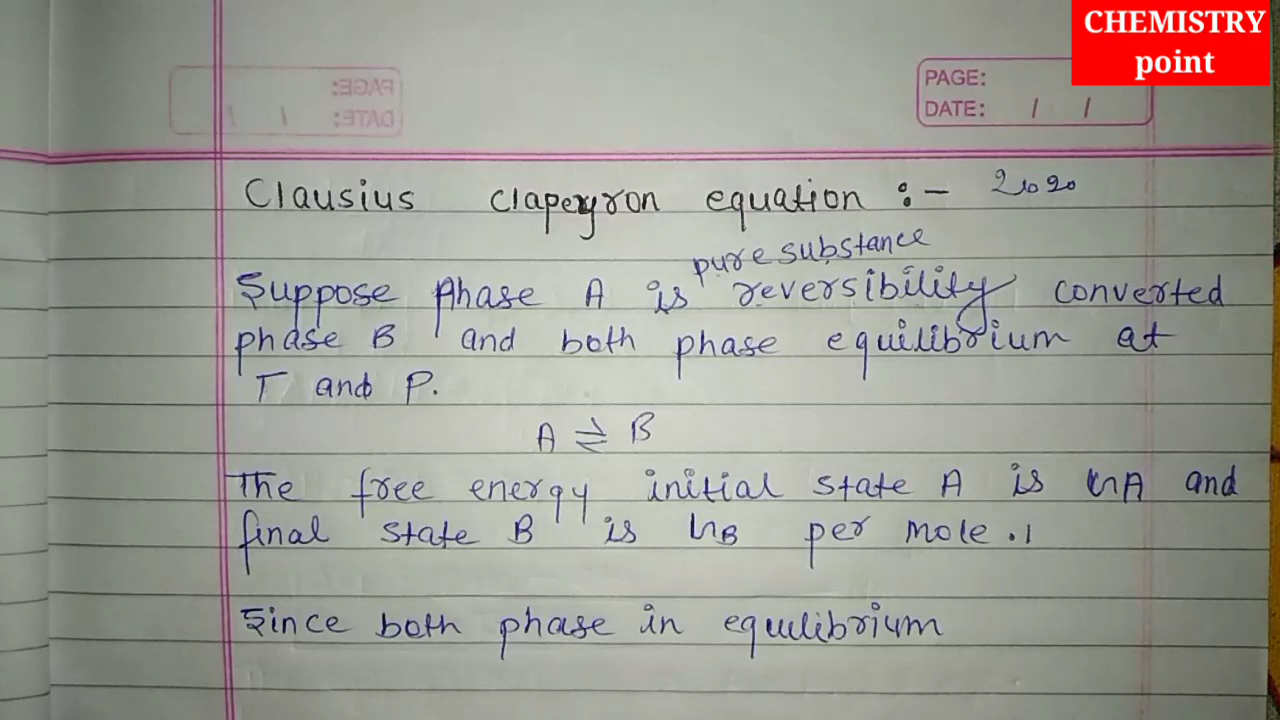 CHEMISTRY
point
PAGE:
DATE: / /
PAGE:
DATE: / /
Clausius clapeyron equation :- 2020
pure substance
Suppose phase A is reversibility converted
phase B and both phase equilibrium at
T and P.
A ⇌ B
The free energy initial state A is GA and
final state B is GB per mole.
Since both phase in equilibrium